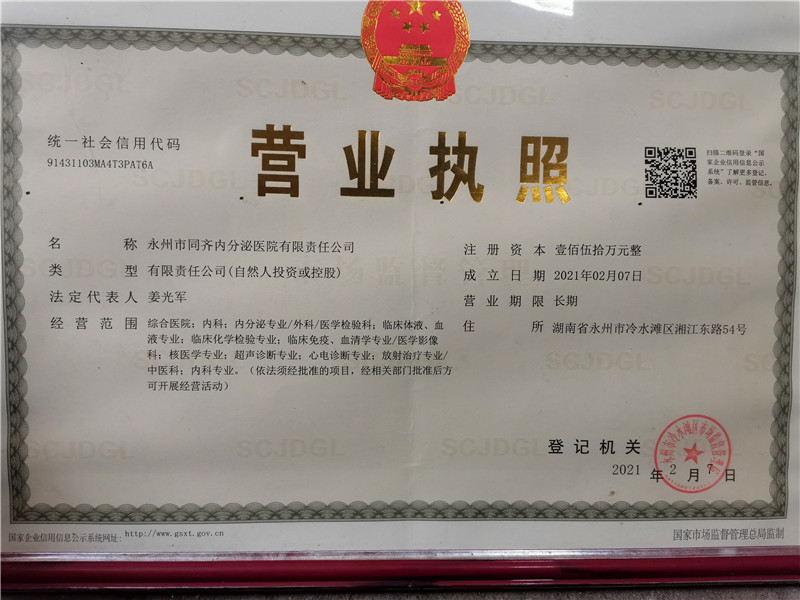 统一社会信用代码
91431103MA4T3PAT6A
营业执照
扫描二维码登录“国
家企业信用信息公示
系统”了解更多登记、
备案、许可、监管信息。
名 称 永州市同齐内分泌医院有限责任公司
类 型 有限责任公司(自然人投资或控股)
法定代表人 姜光军
经营范围 综合医院；内科；内分泌专业/外科/医学检验科；临床体液、血
液专业；临床化学检验专业；临床免疫、血清学专业/医学影像
科；核医学专业；超声诊断专业；心电诊断专业；放射治疗专业/
中医科；内科专业。（依法须经批准的项目，经相关部门批准后方
可开展经营活动）
注册资本 壹佰伍拾万元整
成立日期 2021年02月07日
营业期限 长期
住 所 湖南省永州市冷水滩区湘江东路54号
登记机关
2021 年 2 月 7 日
国家企业信用信息公示系统网址: http://www.gsxt.gov.cn
国家市场监督管理总局监制
SCJDGL